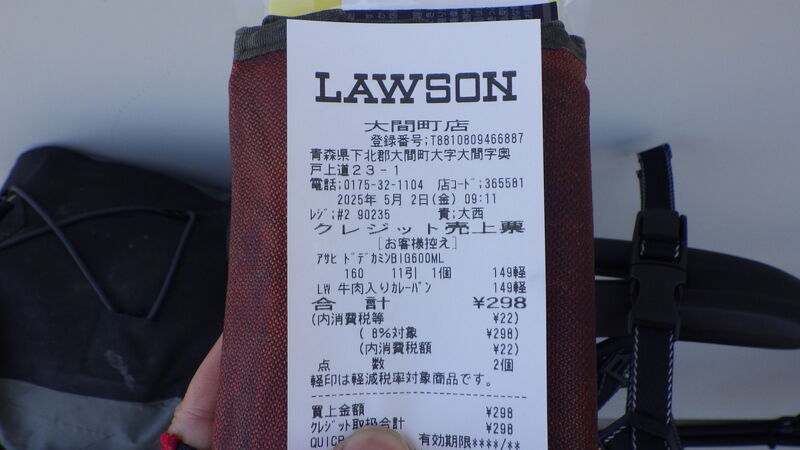 LAWSON
大間町店
登録番号;T8810809466887
青森県下北郡大間町大字大間字奥
戸上道23-1
電話;0175-32-1104 店コード;365581
2025年 5月 2日(金) 09:11
レジ;#2 90235 責;大西
クレジット売上票
[お客様控え]
アサヒ ドデカミンBIG600ML
160 11引 1個 149軽
LW 牛肉入りカレーパン 149軽
合 計 ¥298
(内消費税等 ¥22)
( 8%対象 ¥298)
(内消費税額 ¥22)
点 数 2個
軽印は軽減税率対象商品です。
買上金額 ¥298
クレジット取扱合計 ¥298
有効期限****/**